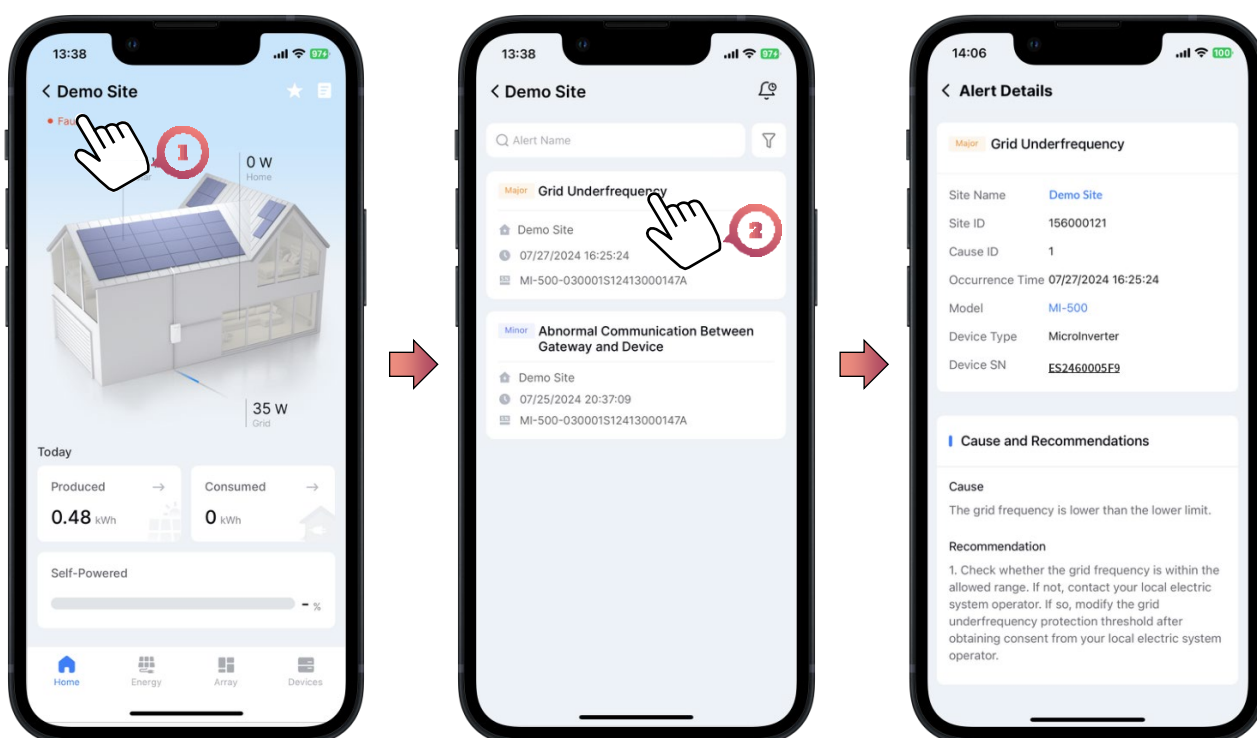 13:38
97
Demo Site
1
0 W
Home
35 W
Grid
Today
Produced
0.48 kWh
Consumed
0 kWh
Self-Powered
- %
Home
Energy
Array
Devices
13:38
97
Demo Site
Alert Name
Major Grid Underfrequency
2
Demo Site
07/27/2024 16:25:24
MI-500-030001S12413000147A
Minor Abnormal Communication Between
Gateway and Device
Demo Site
07/25/2024 20:37:09
MI-500-030001S12413000147A
14:06
100
Alert Details
Major Grid Underfrequency
Site Name Demo Site
Site ID 156000121
Cause ID 1
Occurrence Time 07/27/2024 16:25:24
Model MI-500
Device Type MicroInverter
Device SN ES2460005F9
Cause and Recommendations
Cause
The grid frequency is lower than the lower limit.
Recommendation
1. Check whether the grid frequency is within the
allowed range. If not, contact your local electric
system operator. If so, modify the grid
underfrequency protection threshold after
obtaining consent from your local electric system
operator.